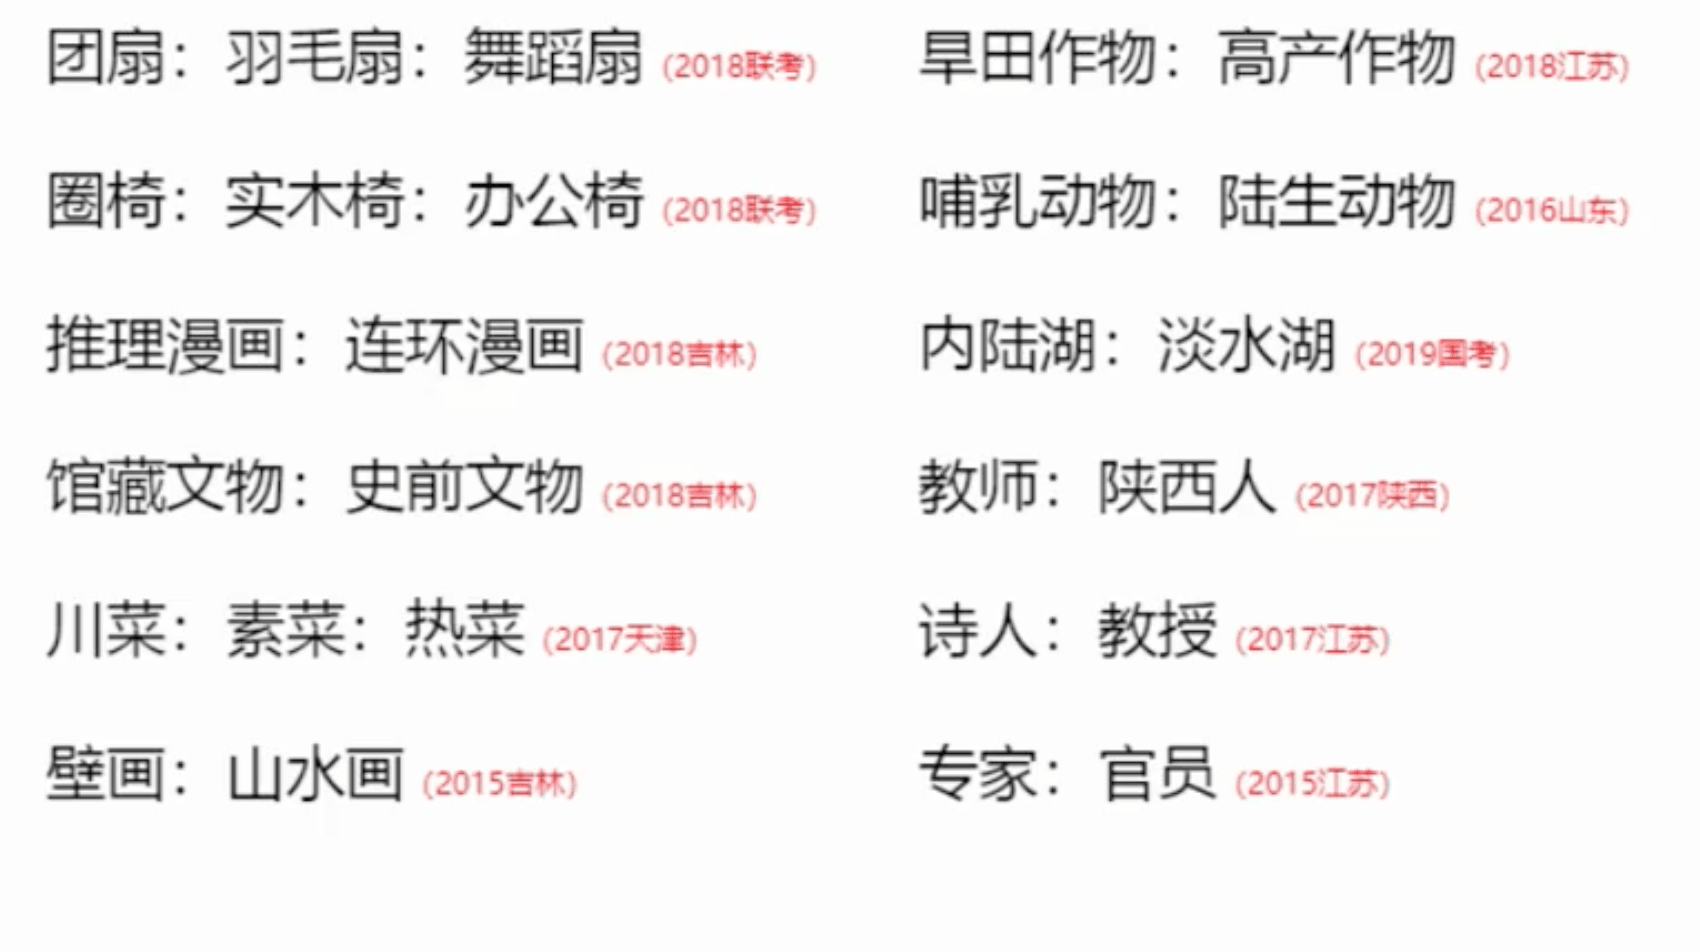 团扇：羽毛扇：舞蹈扇（2018联考）
圈椅：实木椅：办公椅（2018联考）
推理漫画：连环漫画（2018吉林）
馆藏文物：史前文物（2018吉林）
川菜：素菜：热菜（2017天津）
壁画：山水画（2015吉林）
旱田作物：高产作物（2018江苏）
哺乳动物：陆生动物（2016山东）
内陆湖：淡水湖（2019国考）
教师：陕西人（2017陕西）
诗人：教授（2017江苏）
专家：官员（2015江苏）